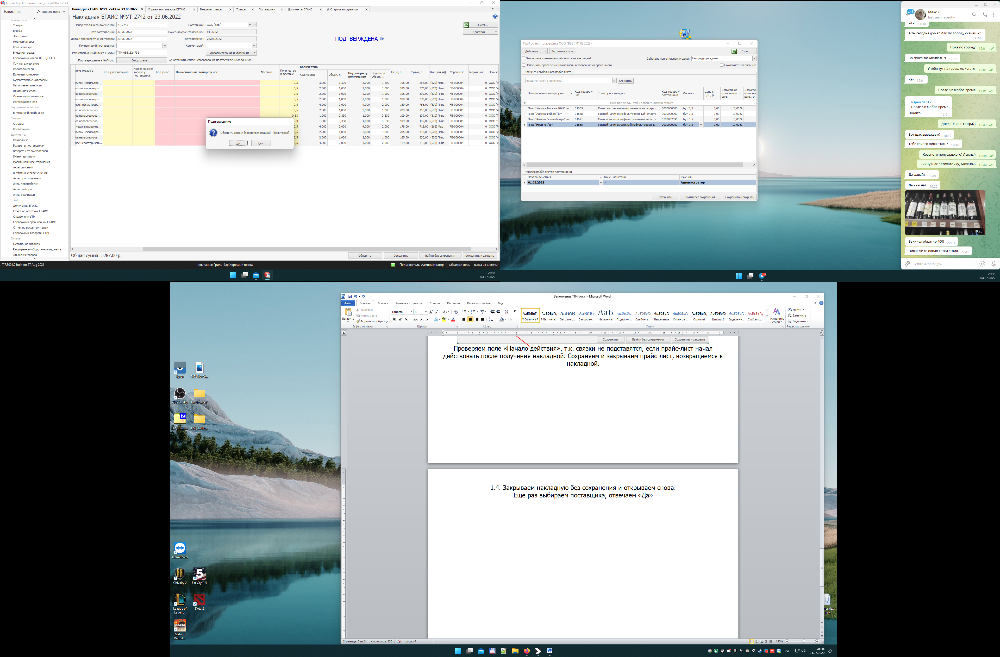 Гриль-бар Хороший повод - iikoOffice 2021
Навигация
Поиск по меню
Товары
Блюда
Заготовки
Модификаторы
Номенклатура
Внешние товары
Справочник кодов ТН ВЭД ЕАЭС
Группы аллергенов
Производители
Единицы измерения
Бухгалтерские категории
Налоговые категории
Шкалы размеров
Схемы модификаторов
Признаки расчета
Внутренний прайс-лист
Внутренний прайс-лист
Склады
Склады
Поставщики
Документы
Накладные
Возвраты поставщикам
Возвраты от покупателей
Инвентаризации
Мобильная инвентаризация
Акты списания
Внутренние перемещения
Акты приготовления
Акты переработки
Акты разбора
Акты реализации
ЕГАИС
Документы ЕГАИС
Отчет об остатках ЕГАИС
Справочник УТМ
Справочник организаций ЕГАИС
Отчет по вскрытым тарам
Справочник товаров ЕГАИС
Отчеты
Остатки на складах
Расширенная оборотно-сальдовая в...
Движение товара
Накладная ЕГАИС №УТ-2742 от 23.06.2022
Справочник товаров ЕГАИС
Внешние товары
Товары
Поставщики
Документы ЕГАИС
Стартовая страница
Накладная ЕГАИС №УТ-2742 от 23.06.2022
Номер входящего документа: УТ-2742
Поставщик: ООО "ВББ"
Excel...
Дата составления: 23.06.2022
Номер документа приемки: УТ-2742
Действия
Дата и время получения товара: 23.06.2022
Дата приемки: 23.06.2022
ПОДТВЕРЖДЕНА
Комментарий поставщика:
Комментарий:
Регистрационный номер ЕГАИС: TTN-0561324731
Дополнительная информация
Подтверждение в iikoFront: Отсутствует
Автоматическое использование подтвержденных данных
Количество
ние товара в Код у поставщика Наименование товара у поставщика Код у нас Наименование товара у нас Фасовка Количество в фасовке Количество Объем, л. Подтвержд... количество Подтверж... объем, л. Цена, р. Сумма, р. Код для АД Справка 2 Марки, шт. Произв
питок нефильтро... 0,5 3,000 1,500 3,000 1,500 195,00 585,00 (520) Напи... FB-000004... 0 ООО "А
питок нефильтро... 0,5 2,000 1,000 2,000 1,000 185,00 370,00 (520) Напи... FB-000004... 0 ООО "А
ое непастеризов... 0,5 2,000 1,000 2,000 1,000 195,00 390,00 (500) Пиво... FB-000004... 0 ООО "А
питок нефильтро... 0,5 2,000 1,000 2,000 1,000 189,00 378,00 (520) Напи... FB-000004... 0 ООО "А
лое нефильтрова... 0,5 4,000 2,000 4,000 2,000 189,00 756,00 (500) Пиво... FB-000004... 0 ООО "А
ое непастеризов... 0,5 2,000 1,000 2,000 1,000 209,00 418,00 (500) Пиво... FB-000004... 0 ООО "А
ое непастеризов... 0,33 1,000 0,330 1,000 0,330 109,00 109,00 (510) Пиво... FB-000004... 0 ООО "Г
ое непастеризов... ,33 1,000 0,330 1,000 0,330 109,00 109,00 (510) Пиво... FB-000004... 0 ООО "Г
нефильтрованна... 0,5 4,000 2,000 4,000 2,000 179,00 716,00 (263) Мед... FB-000004... 0 ООО "Р
питок нефильтро... 0,5 2,000 1,000 2,000 1,000 205,00 410,00 (520) Напи... FB-000004... 0 ООО "А
ое непастеризов... 0,5 2,000 1,000 2,000 1,000 165,00 330,00 (500) Пиво... FB-000004... 0 ООО "А
лое непастеризов... 0,5 4,000 2,000 4,000 2,000 179,00 716,00 (500) Пиво... FB-000004... 0 ООО "А
Подтверждение
Обновить связки [товар поставщика] - [наш товар]?
Да
Нет
Общая сумма: 5287,00 р.
Обновить
Сохранить
Выйти без сохранения
Сохранить и закрыть
7.7.8001.0 built on 27 Aug 2021
Компания: Гриль-бар Хороший повод
Пользователь: Администратор
Обратная связь
Выход из системы
23:43
04.07.2022
Прайс-лист поставщика ООО "ВББ": 01.03.2022 -
Действия...
Загрузить из csv
Excel...
Запрещать изменение прайс-листа из накладной
Действие при отклонении цены: Не предупреждать
Запрещать проведение накладной на товары не из прайс-листа
Показывать удаленные
Элементы выбранного прайс-листа:
Введите текст для поиска...
Очистить
Наименование товара у нас Код товара у нас Товар у поставщика Код товара у поставщика Фасовка Цена с НДС, р. Допустимое отклонение от цены Допустим отклонен цены, р.
Нажмите сюда, чтобы добавить новую строку
Пиво " Аляска Москва 2042" шт 01663 Пиво светлое нефильтрованное непатериз... 0000000000... бут 0.5 0,00 10,00%
Пиво "Аляска Фейхоа" шт 01668 Пивной напиток нефильтрованный непасте... 0000000000... бут 0.5 0,00 10,00%
Пиво "Аляска Эквилибриум" шт 01671 Пивной напиток нефильтрованный непасте... 0300002890... бут 0.5 0,00 10,00%
Пиво "Новичок" шт 01665 Пивной напиток светлый нефильтрованны... 0000000000... бут 0,5 0,00 10,00%
История прайс-листов поставщика:
Начало действия Конец действия Изменил
01.03.2022 - Администратор
Сохранить
Выйти без сохранения
Сохранить и закрыть
Макс К
last seen recently
Ога 11:30
А ты сегодня дома? Или по городу скачешь? 12:00
Пока по городу 12:01
Во скока заскакивать?) 12:01
У тебя тут на терешке, кстатм 12:01
Хе) 12:01
После 6 в любое время 12:01
Юрец SERTY
После 6 в любое время
Понято 12:01
Доедете или завтра?) 18:47
Вот щас выезжаем) 18:47
Тебе какого пива взять? 18:48
Красного полусладкого) Лыхны) 18:48
Скину щас пятихаточку) Можно?) 18:49
Да, давай) 18:49
Лыхны нет 19:25
19:25
Закинул обратно 400) 22:41
Пивас че то около сотки стоил 22:41
Write a message...
23:43
04.07.2022
Заполнение ТТН.docx - Microsoft Word
Файл Главная Вставка Разметка страницы Ссылки Рассылки Рецензирование Вид
Вставить
Вырезать
Копировать
Формат по образцу
Буфер обмена
Tahoma 12
Шрифт
Абзац
¶ Обычный
¶ Без инте...
Заголово...
Заголово...
Название
Подзагол...
Слабое в...
Выделение
Сильное ...
Строгий
Цитата 2
Выделенн...
Слабая сс...
Стили
Изменить стили
Найти
Заменить
Выделить
Редактирование
Сохранить
Выйти без сохранения
Сохранить и закрыть
Проверяем поле «Начало действия», т.к. связки не подставятся, если прайс-лист начал
действовать после получения накладной. Сохраняем и закрываем прайс-лист, возвращаемся к
накладной.
1.4. Закрываем накладную без сохранения и открываем снова.
Еще раз выбираем поставщика, отвечаем «Да»
Страница: 5 из 5
Число слов: 355
русский
150%
Vysor
2022-06-09...
OBS Studio
Tor Browser2
LM_starter...
LM_starter...
TeamViewer
Chivalry 2
Far Cry® 5
League of Legends
Dota 2
Mafia - Definit...
РУС
23:43
04.07.2022